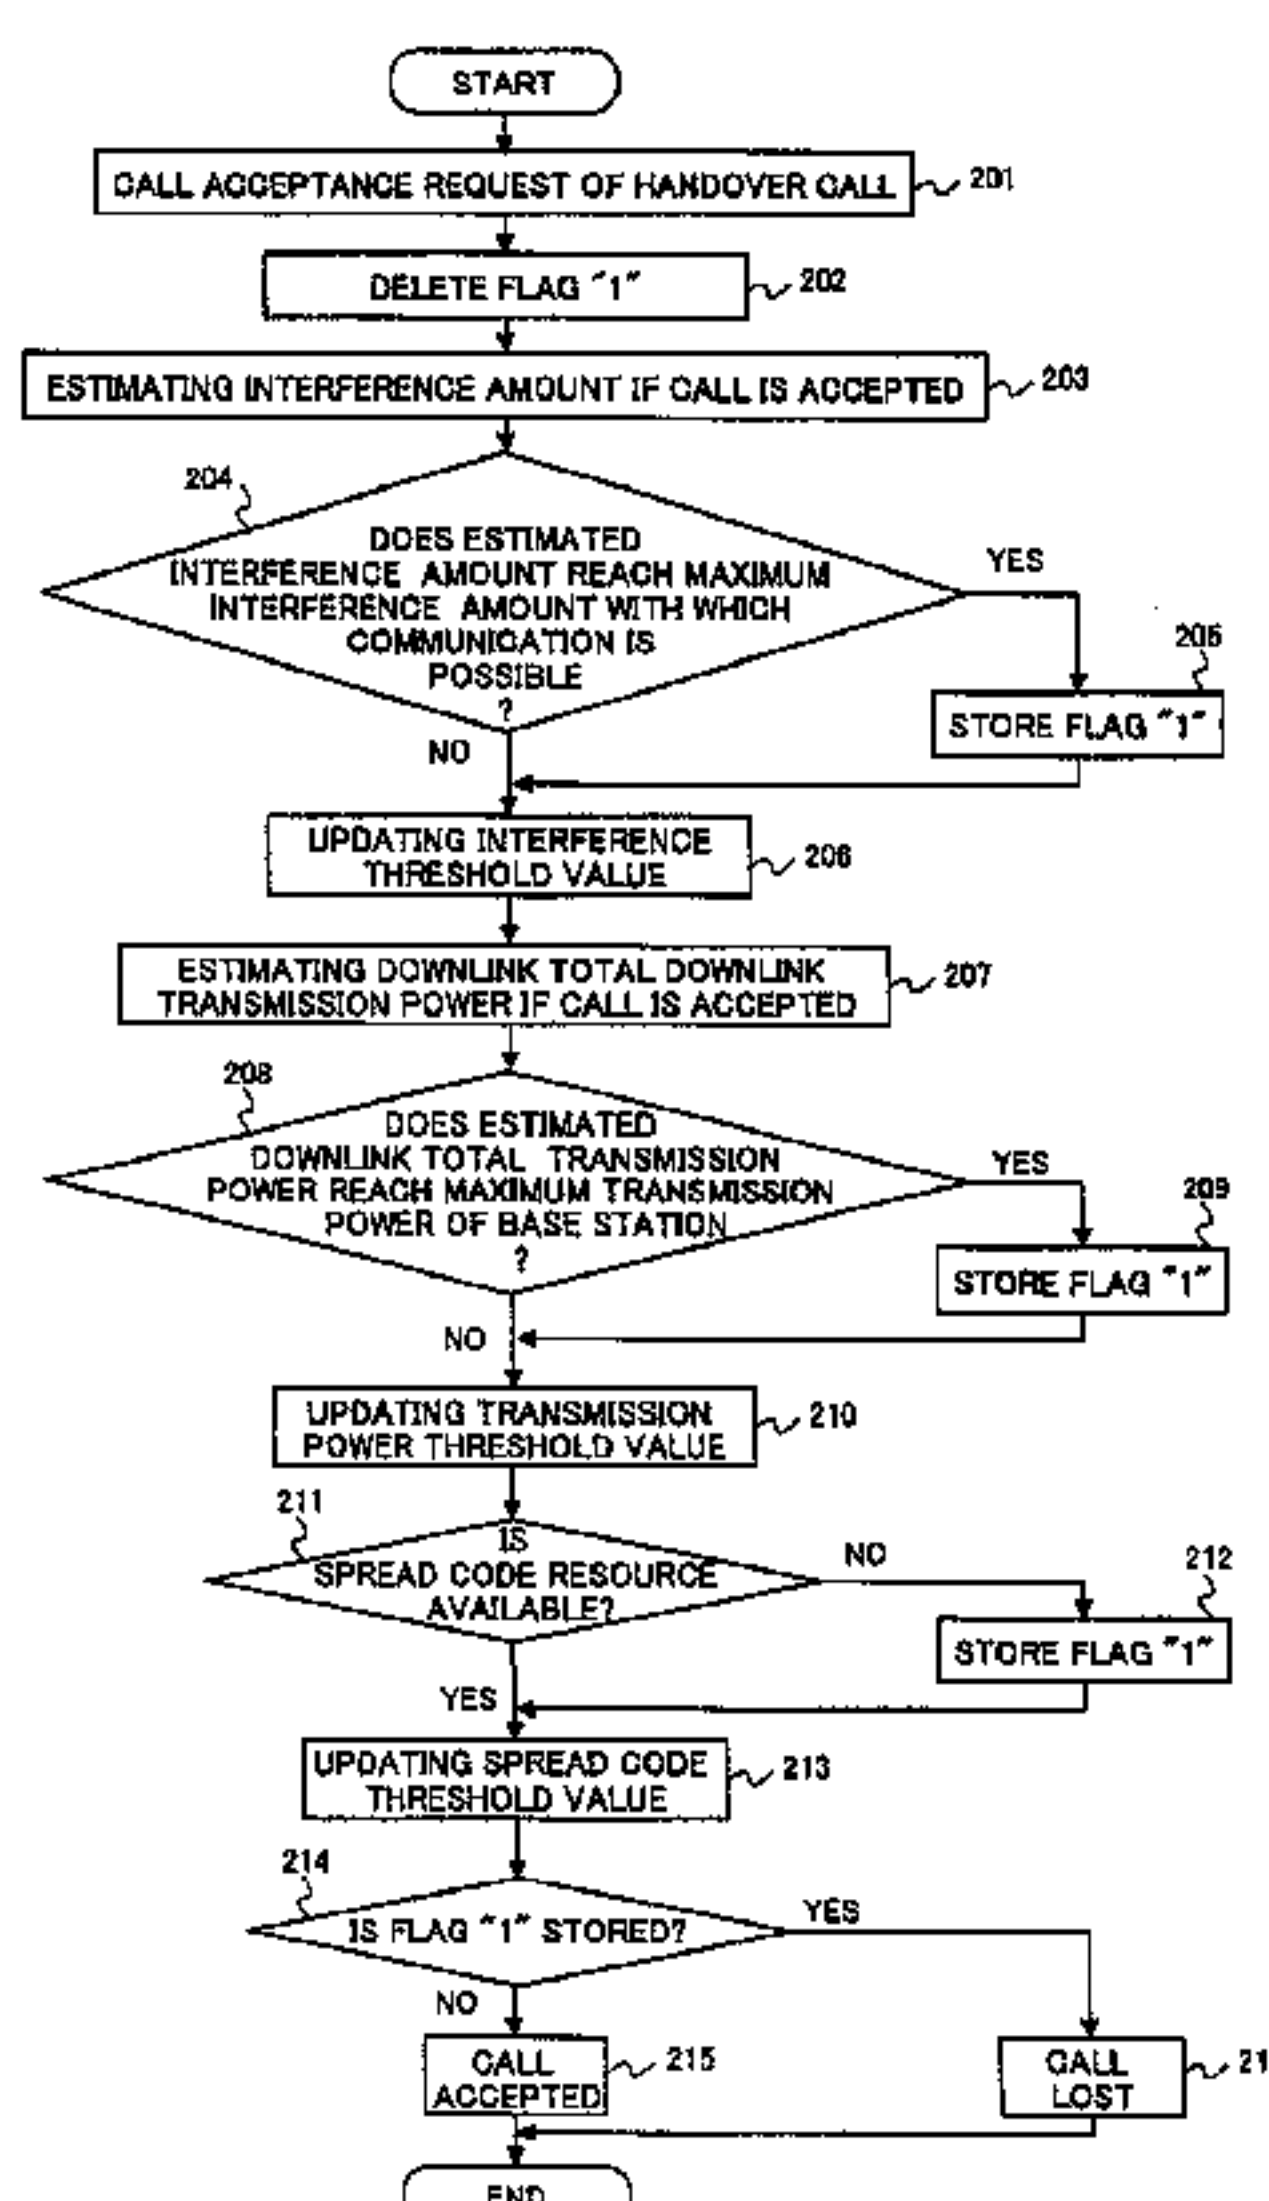 START
CALL ACCEPTANCE REQUEST OF HANDOVER CALL
201
DELETE FLAG "1"
202
ESTIMATING INTERFERENCE AMOUNT IF CALL IS ACCEPTED
203
204
DOES ESTIMATED
INTERFERENCE AMOUNT REACH MAXIMUM
INTERFERENCE AMOUNT WITH WHICH
COMMUNICATION IS
POSSIBLE
?
YES
205
STORE FLAG "1"
NO
UPDATING INTERFERENCE
THRESHOLD VALUE
206
ESTIMATING DOWNLINK TOTAL DOWNLINK
TRANSMISSION POWER IF CALL IS ACCEPTED
207
208
DOES ESTIMATED
DOWNLINK TOTAL TRANSMISSION
POWER REACH MAXIMUM TRANSMISSION
POWER OF BASE STATION
?
YES
209
STORE FLAG "1"
NO
UPDATING TRANSMISSION
POWER THRESHOLD VALUE
210
211
IS
SPREAD CODE RESOURCE
AVAILABLE?
NO
212
STORE FLAG "1"
YES
UPDATING SPREAD CODE
THRESHOLD VALUE
213
214
IS FLAG "1" STORED?
YES
NO
CALL
ACCEPTED
215
CALL
LOST
21
END